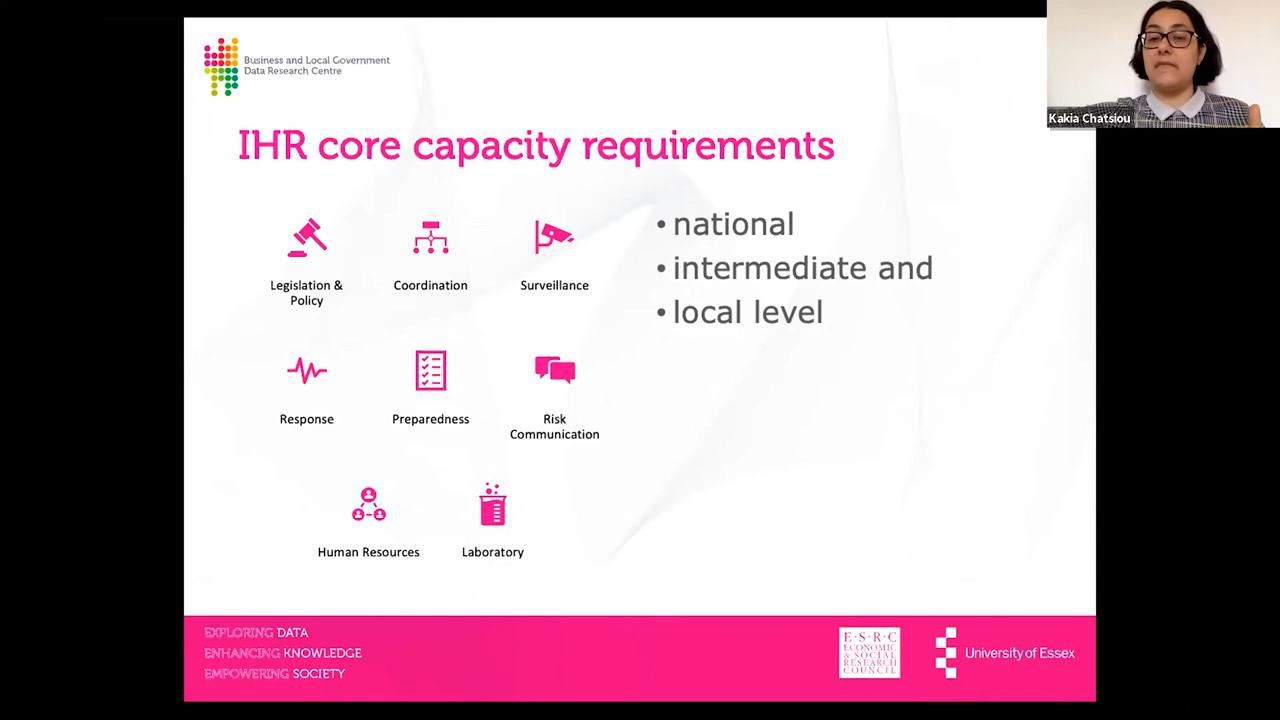 Business and Local Government
Data Research Centre
Kakia Chatsiou
IHR core capacity requirements
Legislation &
Policy
Coordination
Surveillance
• national
• intermediate and
• local level
Response
Preparedness
Risk
Communication
Human Resources
Laboratory
EXPLORING DATA
ENHANCING KNOWLEDGE
EMPOWERING SOCIETY
E·S·R·C
ECONOMIC
& SOCIAL
RESEARCH
COUNCIL
University of Essex